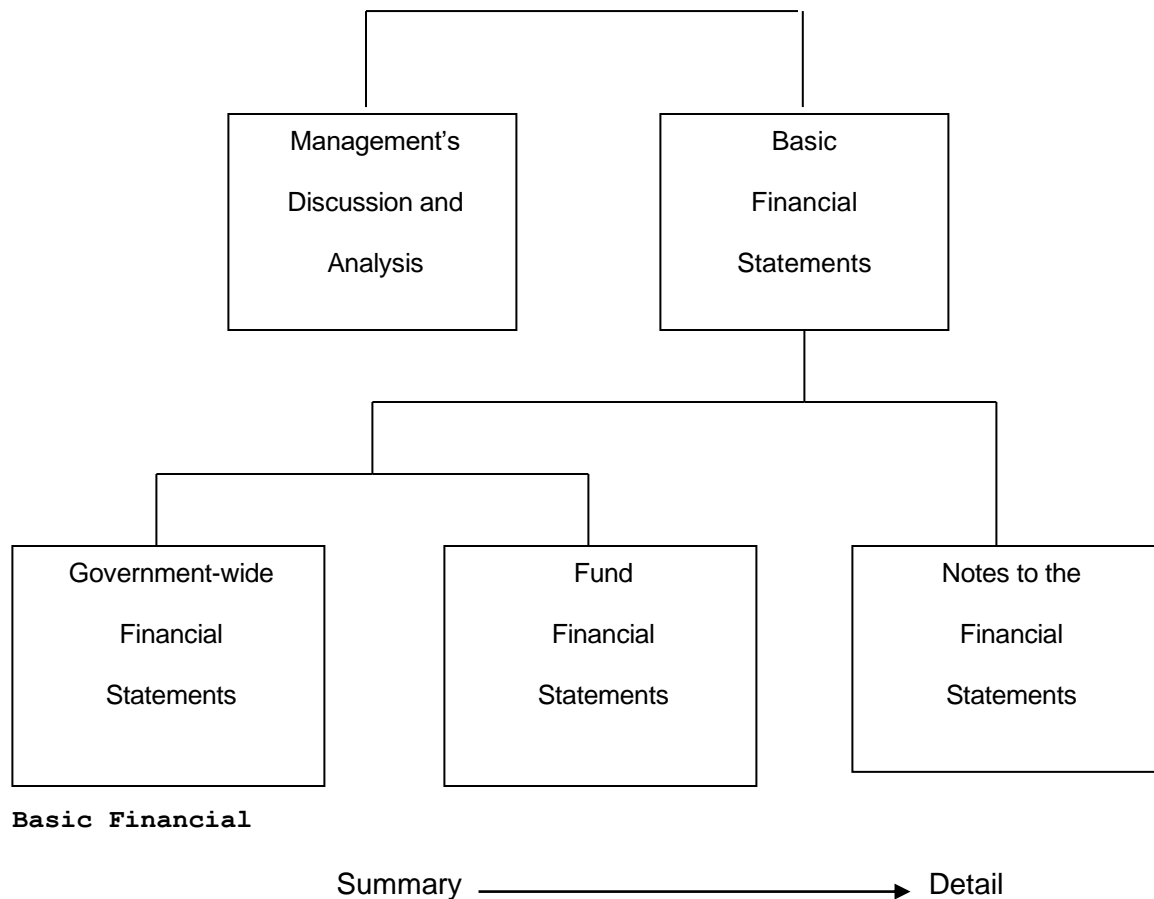 Management’s
Discussion and
Analysis
Basic
Financial
Statements
Government-wide
Financial
Statements
Fund
Financial
Statements
Notes to the
Financial
Statements
Basic Financial
Summary
Detail